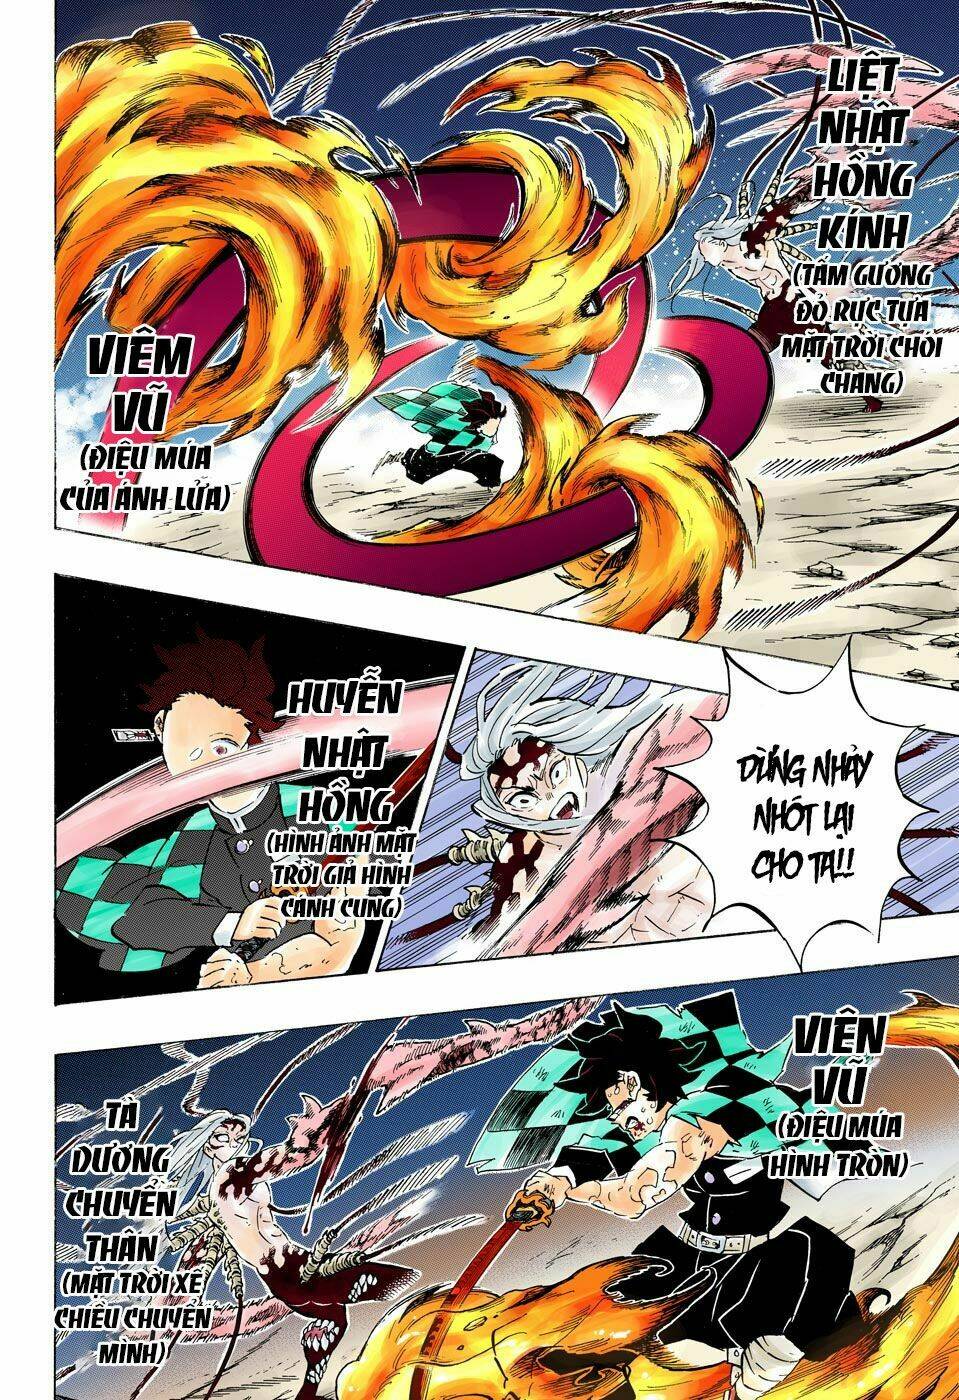 LIỆT
NHẬT
HỒNG
KÍNH
(TẤM GƯƠNG
ĐỎ RỰC TỰA
MẶT TRỜI CHÓI
CHANG)
VIÊM
VŨ
(ĐIỆU MÚA
CỦA ÁNH LỬA)
DỪNG NHẢY
NHÓT LẠI
CHO TA!!
HUYỄN
NHẬT
HỒNG
(HÌNH ẢNH MẶT
TRỜI GIẢ HÌNH
CÁNH CUNG)
VIÊN
VŨ
(ĐIỆU MÚA
HÌNH TRÒN)
TÀ
DƯƠNG
CHUYỂN
THÂN
(MẶT TRỜI XẾ
CHIỀU CHUYỂN
MÌNH)